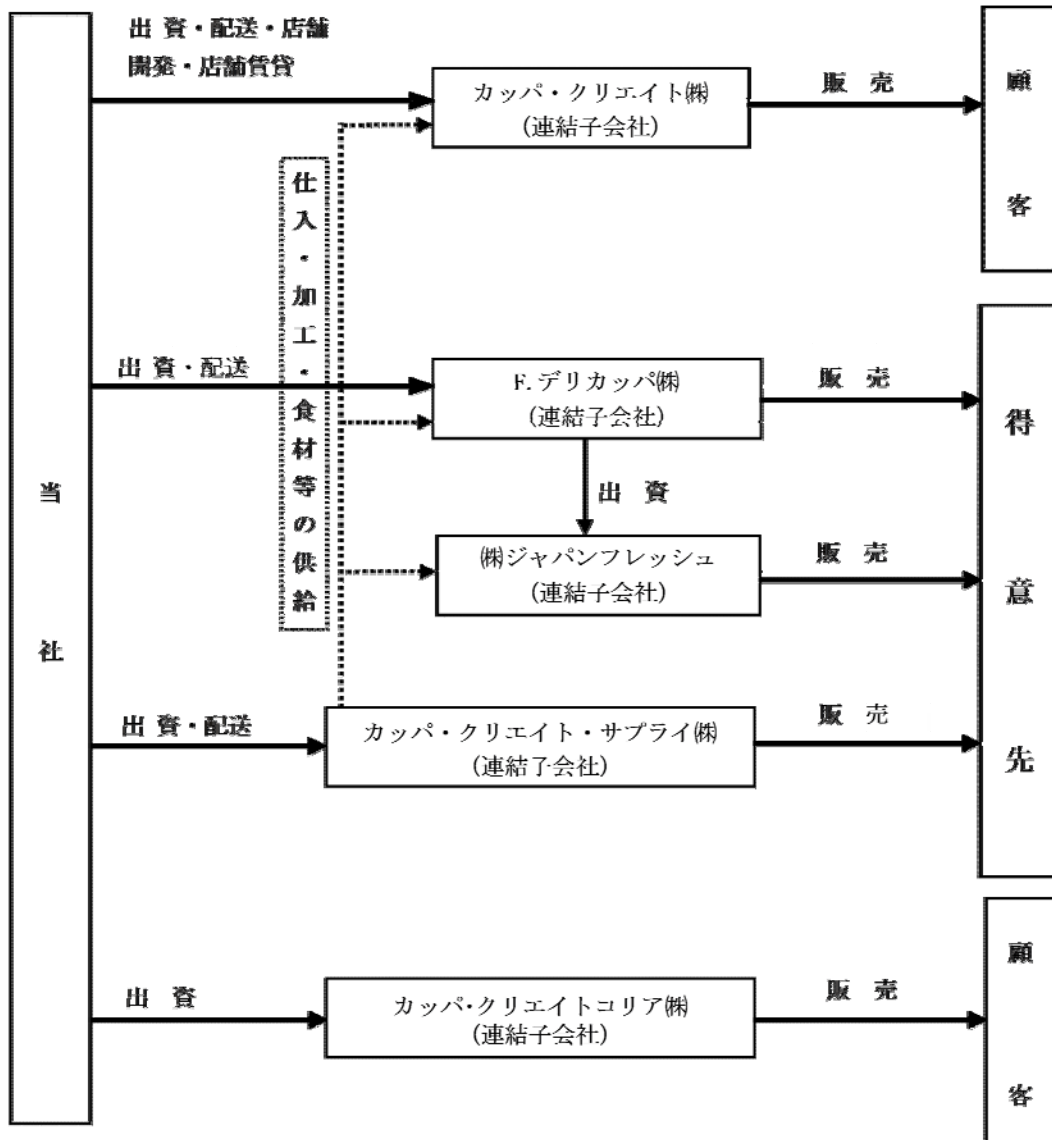 出 資・配送・店舗
開発・店舗賃貸
カッパ・クリエイト㈱
(連結子会社)
販 売
顧客
仕入・加工・食材等の供給
当社
出 資・配送
F.デリカッパ㈱
(連結子会社)
販 売
得意先
出 資
㈱ジャパンフレッシュ
(連結子会社)
販 売
出 資・配送
カッパ・クリエイト・サプライ㈱
(連結子会社)
販 売
出 資
カッパ・クリエイトコリア㈱
(連結子会社)
販 売
顧客